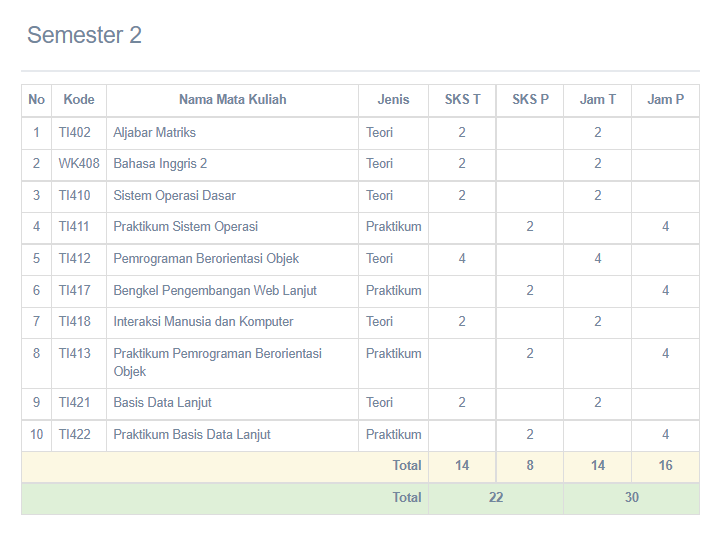 Semester 2
No Kode Nama Mata Kuliah Jenis SKS T SKS P Jam T Jam P
1 TI402 Aljabar Matriks Teori 2 2
2 WK408 Bahasa Inggris 2 Teori 2 2
3 TI410 Sistem Operasi Dasar Teori 2 2
4 TI411 Praktikum Sistem Operasi Praktikum 2 4
5 TI412 Pemrograman Berorientasi Objek Teori 4 4
6 TI417 Bengkel Pengembangan Web Lanjut Praktikum 2 4
7 TI418 Interaksi Manusia dan Komputer Teori 2 2
8 TI413 Praktikum Pemrograman Berorientasi Praktikum 2 4
Objek
9 TI421 Basis Data Lanjut Teori 2 2
10 TI422 Praktikum Basis Data Lanjut Praktikum 2 4
Total 14 8 14 16
Total 22 30